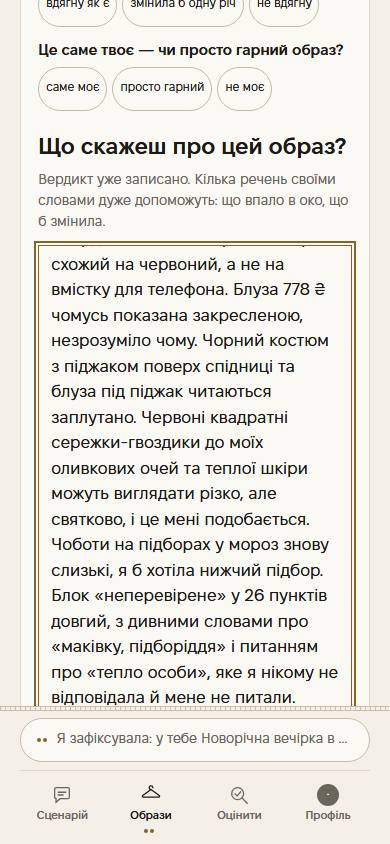 вдягну як є
змінила б одну річ
не вдягну
Це саме твоє — чи просто гарний образ?
саме моє
просто гарний
не моє
Що скажеш про цей образ?
Вердикт уже записано. Кілька речень своїми
словами дуже допоможуть: що впало в око, що
б змінила.
схожий на червоний, а не на
вмістку для телефона. Блуза 778 ₴
чомусь показана закресленою,
незрозуміло чому. Чорний костюм
з піджаком поверх спідниці та
блуза під піджак читаються
заплутано. Червоні квадратні
сережки-гвоздики до моїх
оливкових очей та теплої шкіри
можуть виглядати різко, але
святково, і це мені подобається.
Чоботи на підборах у мороз знову
слизькі, я б хотіла нижчий підбор.
Блок «неперевірене» у 26 пунктів
довгий, з дивними словами про
«маківку, підборіддя» і питанням
про «тепло особи», яке я нікому не
відповідала й мене не питали.
Я зафіксувала: у тебе Новорічна вечірка в ...
Сценарій
Образи
Оцінити
Профіль